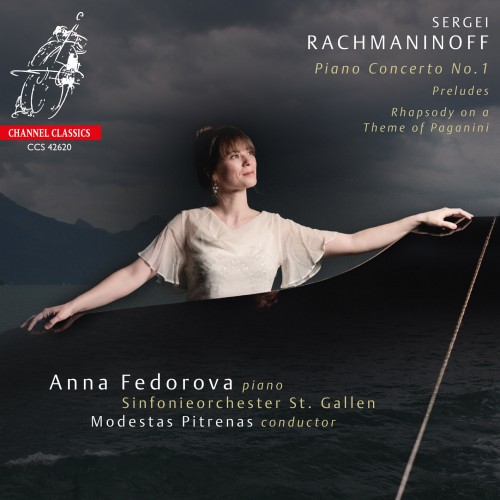 SERGEI
RACHMANINOFF
Piano Concerto No.1
Preludes
Rhapsody on a
Theme of Paganini
CHANNEL CLASSICS
CCS 42620
Anna Fedorova piano
Sinfonieorchester St. Gallen
Modestas Pitrenas conductor